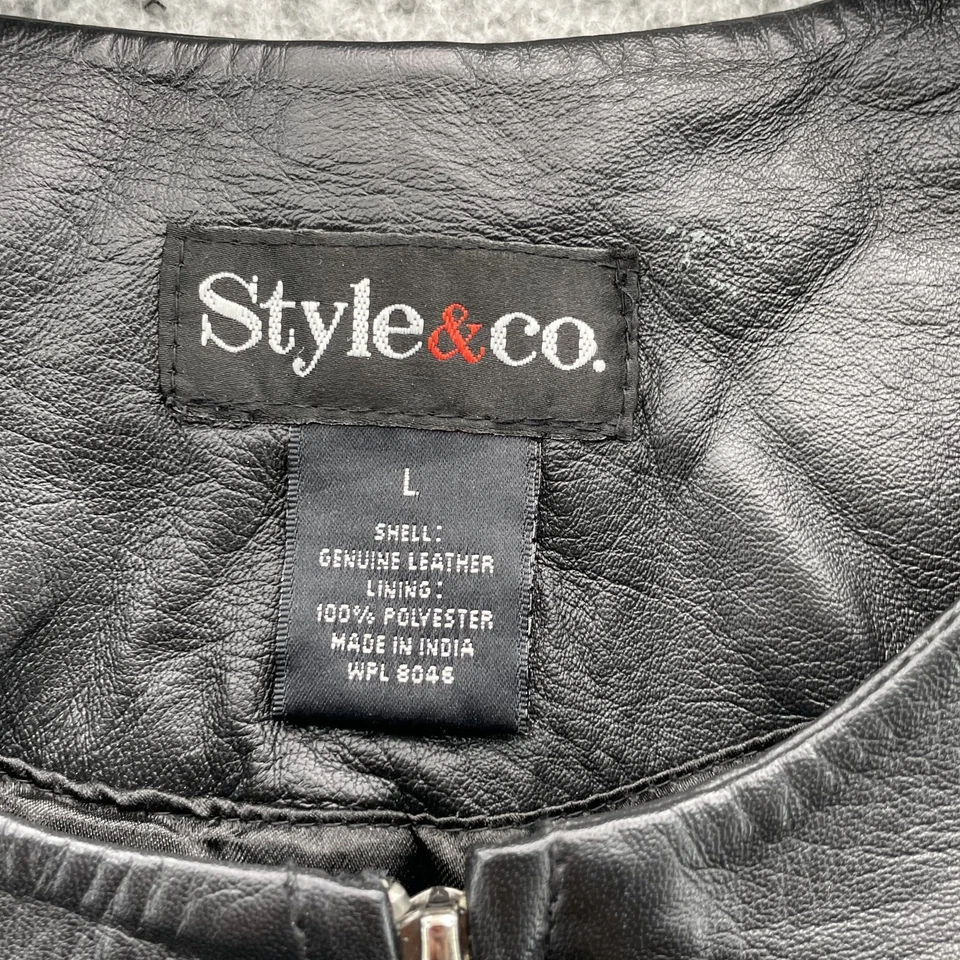 Style&co.
L
SHELL:
GENUINE LEATHER
LINING:
100% POLYESTER
MADE IN INDIA
WPL 8046